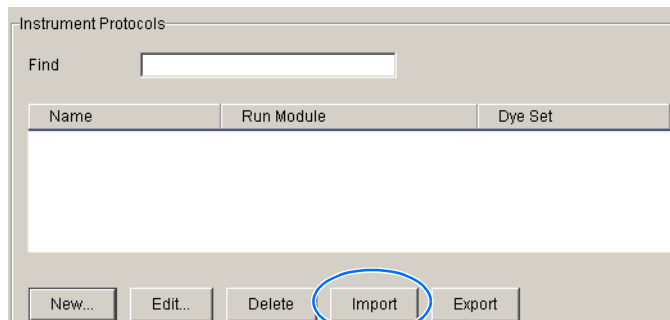 Instrument Protocols
Find
Name Run Module Dye Set
New... Edit... Delete Import Export